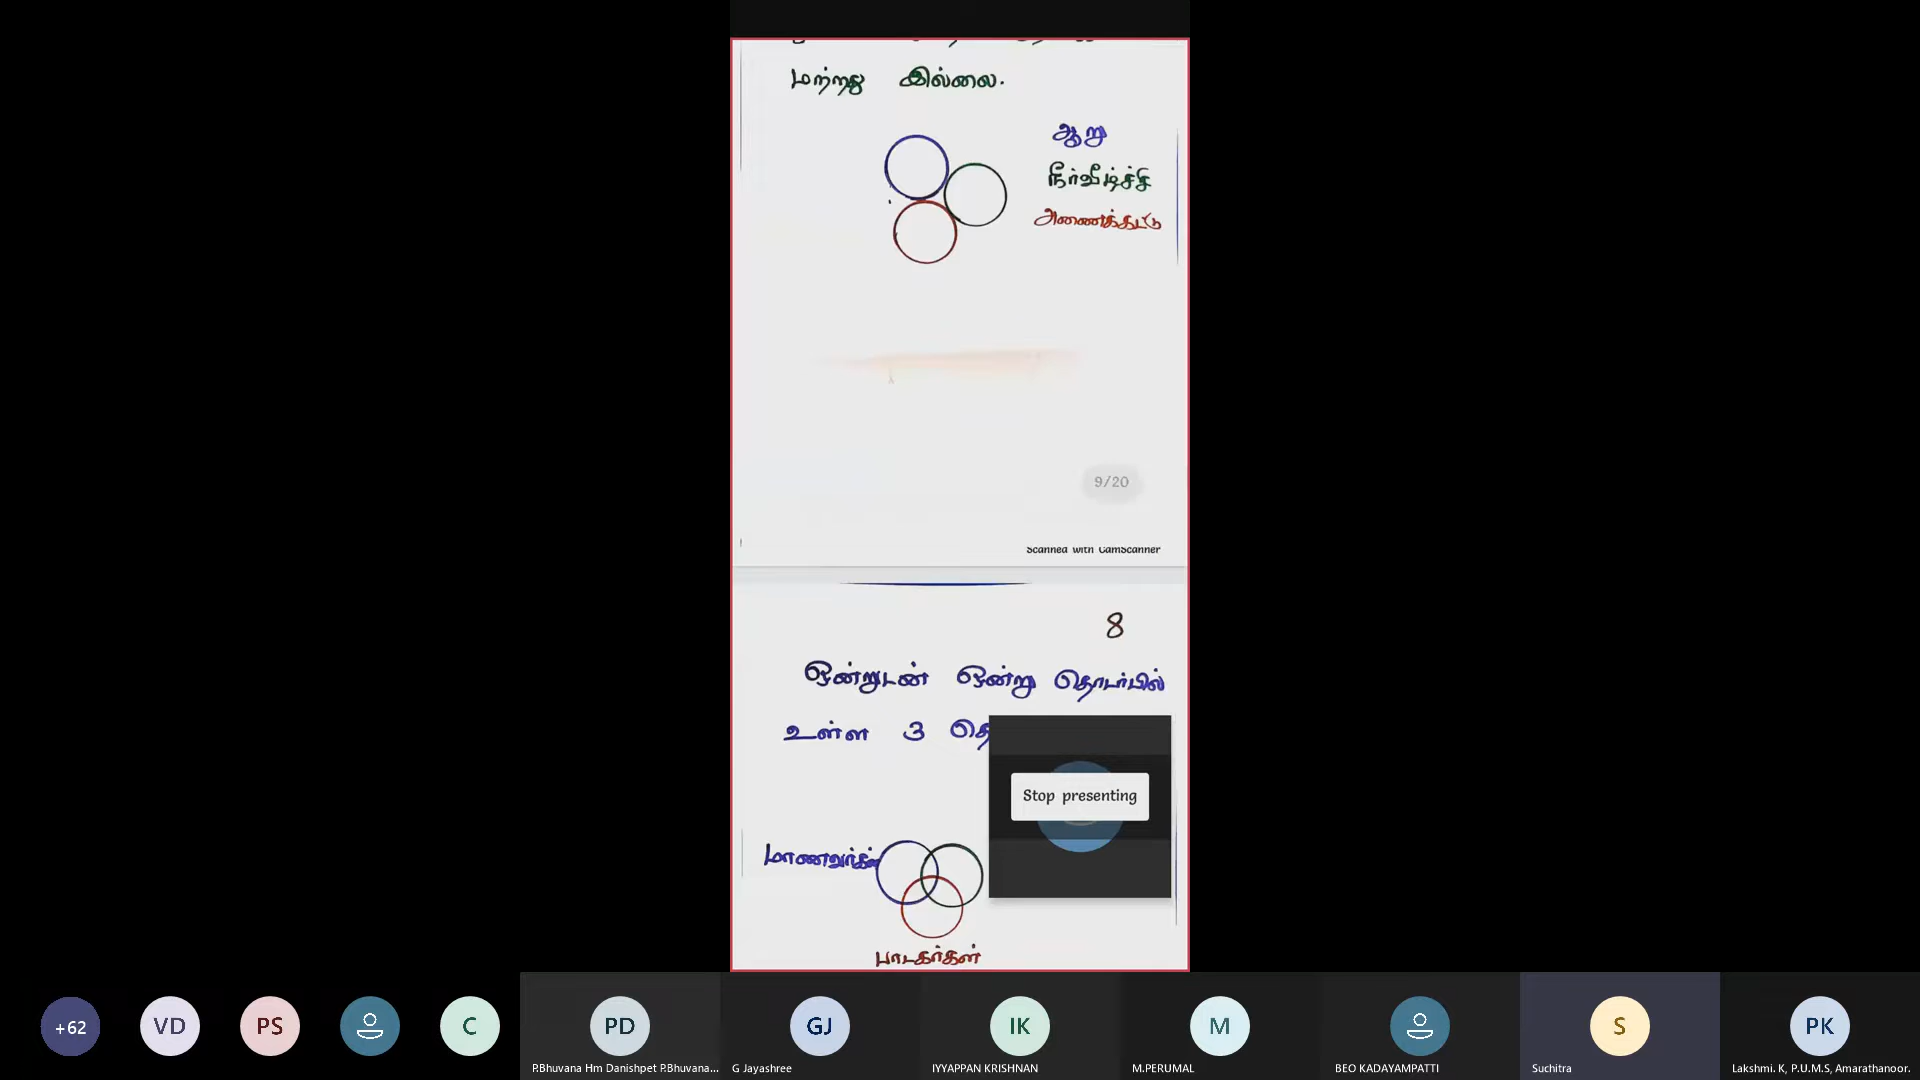 மற்றது இல்லை.
ஆறு
நீர்வீழ்ச்சி
அணைக்கட்டு
9/20
Scanned with CamScanner
8
ஒன்றுடன் ஒன்று தொடர்பில்
உள்ள 3
Stop presenting
மாணவர்கள்
பாடகர்கள்
+62
VD
PS
C
PD
GJ
IK
M
S
PK
P.Bhuvana Hm Danishpet P.Bhuvana...
G Jayashree
IYYAPPAN KRISHNAN
M.PERUMAL
BEO KADAYAMPATTI
Suchitra
Lakshmi. K, P.U.M.S, Amarathanoor.